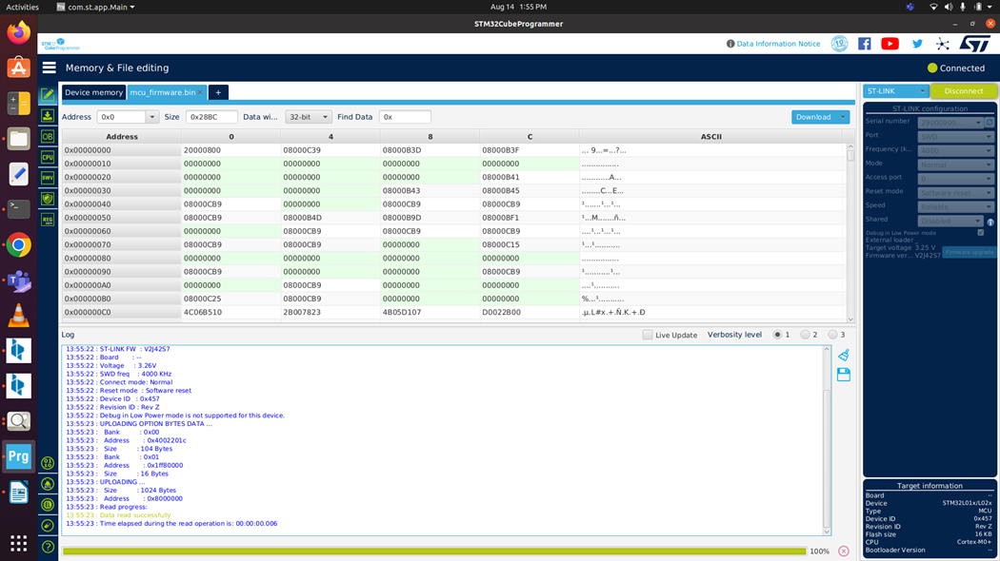 Activities com.st.app.Main Aug 14 1:55 PM
STM32CubeProgrammer
STM32
CubeProgrammer
Data Information Notice
Memory & File editing
Connected
Device memory mcu_firmware.bin × +
Address 0x0 Size 0x28BC Data wi... 32-bit Find Data 0x Download
Address 0 4 8 C ASCII
0x00000000 20000800 08000C39 08000B3D 08000B3F ... 9...=...?...
0x00000010 00000000 00000000 00000000 00000000 ................
0x00000020 00000000 00000000 00000000 08000B41 ............A...
0x00000030 00000000 00000000 08000B43 08000B45 ........C...E...
0x00000040 08000CB9 00000000 08000CB9 08000CB9 ¹.......¹...¹...
0x00000050 08000CB9 08000B4D 08000B9D 08000BF1 ¹...M.......ñ...
0x00000060 00000000 08000CB9 08000CB9 08000CB9 ....¹...¹...¹...
0x00000070 08000CB9 08000CB9 00000000 08000C15 ¹...¹...........
0x00000080 00000000 00000000 00000000 00000000 ................
0x00000090 08000CB9 00000000 00000000 08000CB9 ¹...........¹...
0x000000A0 00000000 08000CB9 00000000 00000000 ....¹...........
0x000000B0 08000C25 08000CB9 00000000 00000000 %...¹...........
0x000000C0 4C06B510 2B007823 4B05D107 D0022B00 .µ.L#x.+.Ñ.K.+.Ð
Log Live Update Verbosity level 1 2 3
13:55:22 : ST-LINK FW : V2J42S7
13:55:22 : Board : --
13:55:22 : Voltage : 3.26V
13:55:22 : SWD freq : 4000 KHz
13:55:22 : Connect mode: Normal
13:55:22 : Reset mode : Software reset
13:55:22 : Device ID : 0x457
13:55:22 : Revision ID : Rev Z
13:55:22 : Debug in Low Power mode is not supported for this device.
13:55:23 : UPLOADING OPTION BYTES DATA ...
13:55:23 : Bank : 0x00
13:55:23 : Address : 0x4002201c
13:55:23 : Size : 104 Bytes
13:55:23 : Bank : 0x01
13:55:23 : Address : 0x1ff80000
13:55:23 : Size : 16 Bytes
13:55:23 : UPLOADING ...
13:55:23 : Size : 1024 Bytes
13:55:23 : Address : 0x8000000
13:55:23 : Read progress:
13:55:23 : Data read successfully
13:55:23 : Time elapsed during the read operation is: 00:00:00.006
100%
OB
CPU
SWV
REG
Prg
ST-LINK Disconnect
ST-LINK configuration
Serial number
Port SWD
Frequency (k... 4000
Mode Normal
Access port 0
Reset mode Software reset
Speed Reliable
Shared Disabled
Debug in Low Power mode
External loader _
Target voltage 3.25 V
Firmware ver... V2J42S7 Firmware upgrade
Target information
Board --
Device STM32L01x/L02x
Type MCU
Device ID 0x457
Revision ID Rev Z
Flash size 16 KB
CPU Cortex-M0+
Bootloader Version --